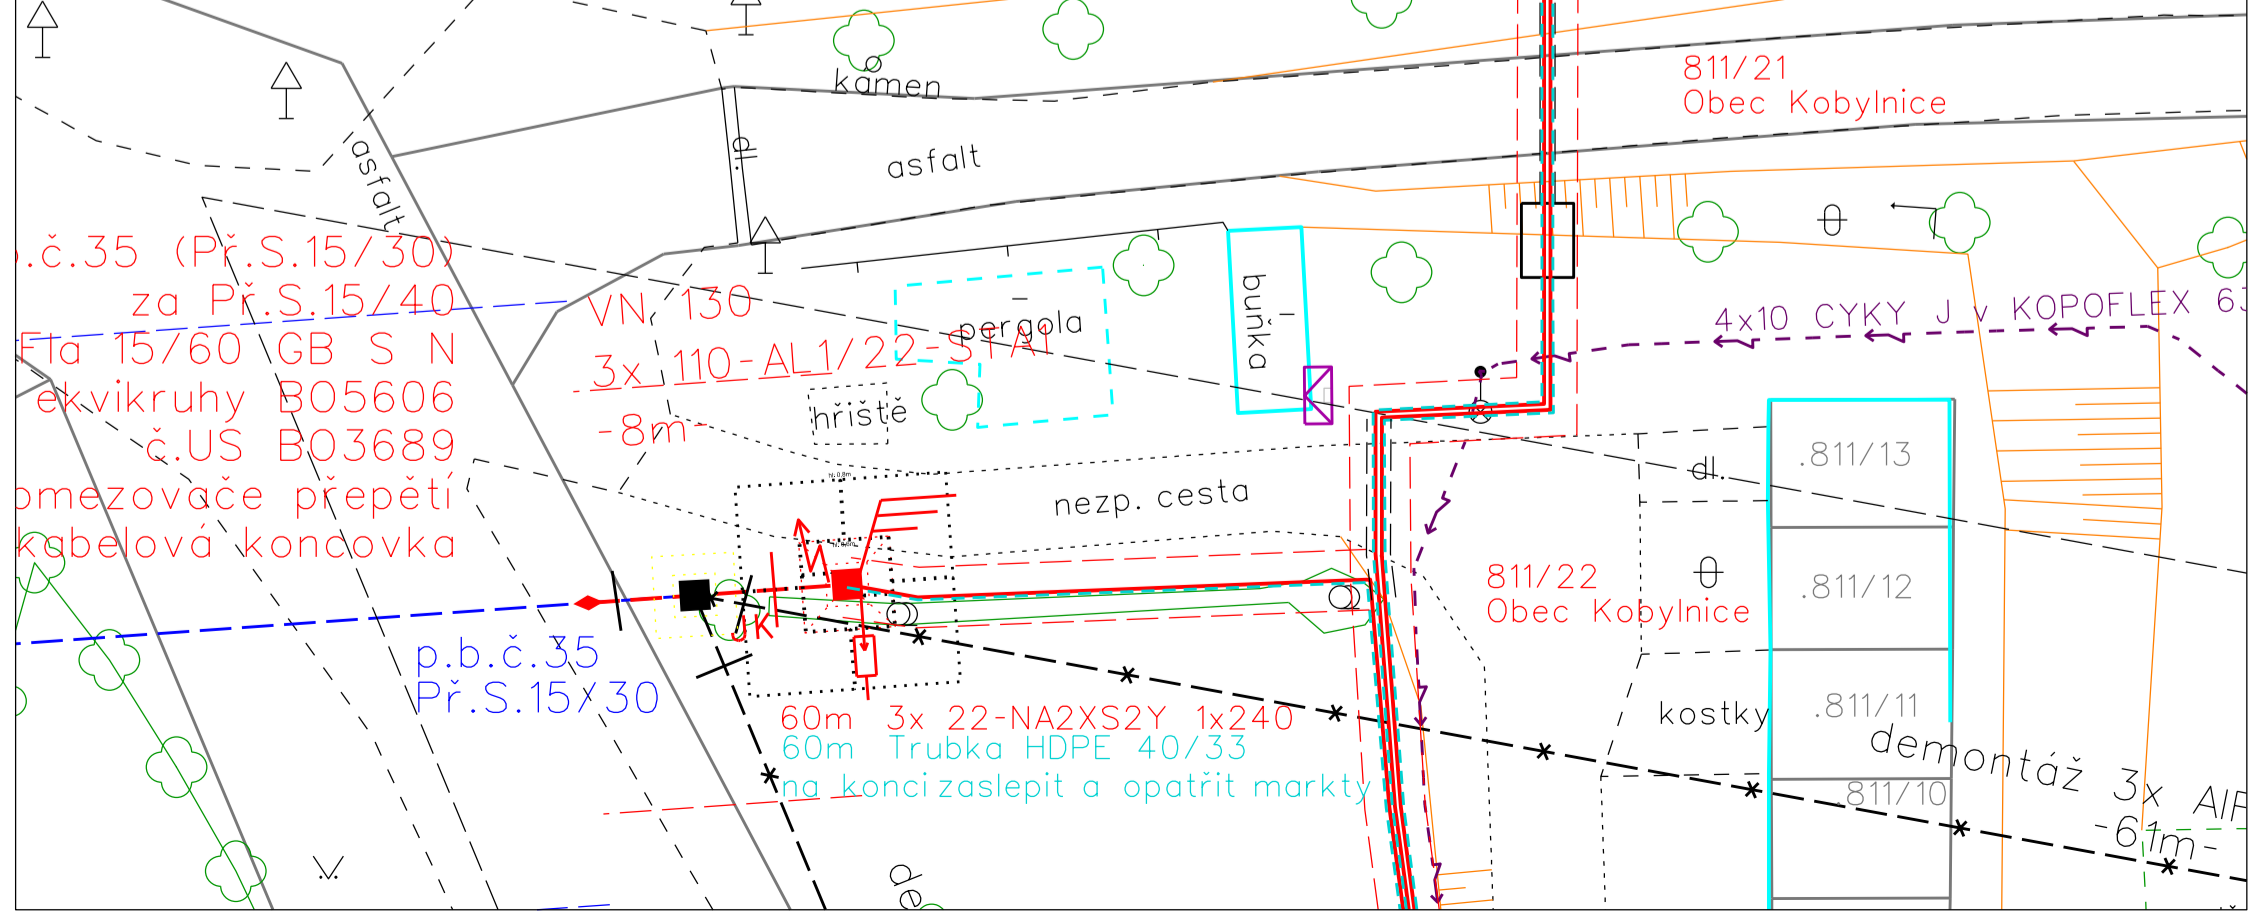 kámen
811/21
Obec Kobylnice
dl.
asfalt
asfalt
.č.35 (Př.S.15/30)
za Př.S.15/40
Fla 15/60 GB S N
ekvikruhy BO5606
č.US BO3689
omezovače přepětí
kabelová koncovka
VN 130
3x 110-AL1/22-STA1
-8m-
pergola
buňka
hřiště
4x10 CYKY J v KOPOFLEX 63
nezp. cesta
dl.
.811/13
.811/12
.811/11
.811/10
811/22
Obec Kobylnice
kostky
JK
p.b.č.35
Př.S.15/30
60m 3x 22-NA2XS2Y 1x240
60m Trubka HDPE 40/33
na konci zaslepit a opatřit markty
demontáž 3x AlF
-61m-
de